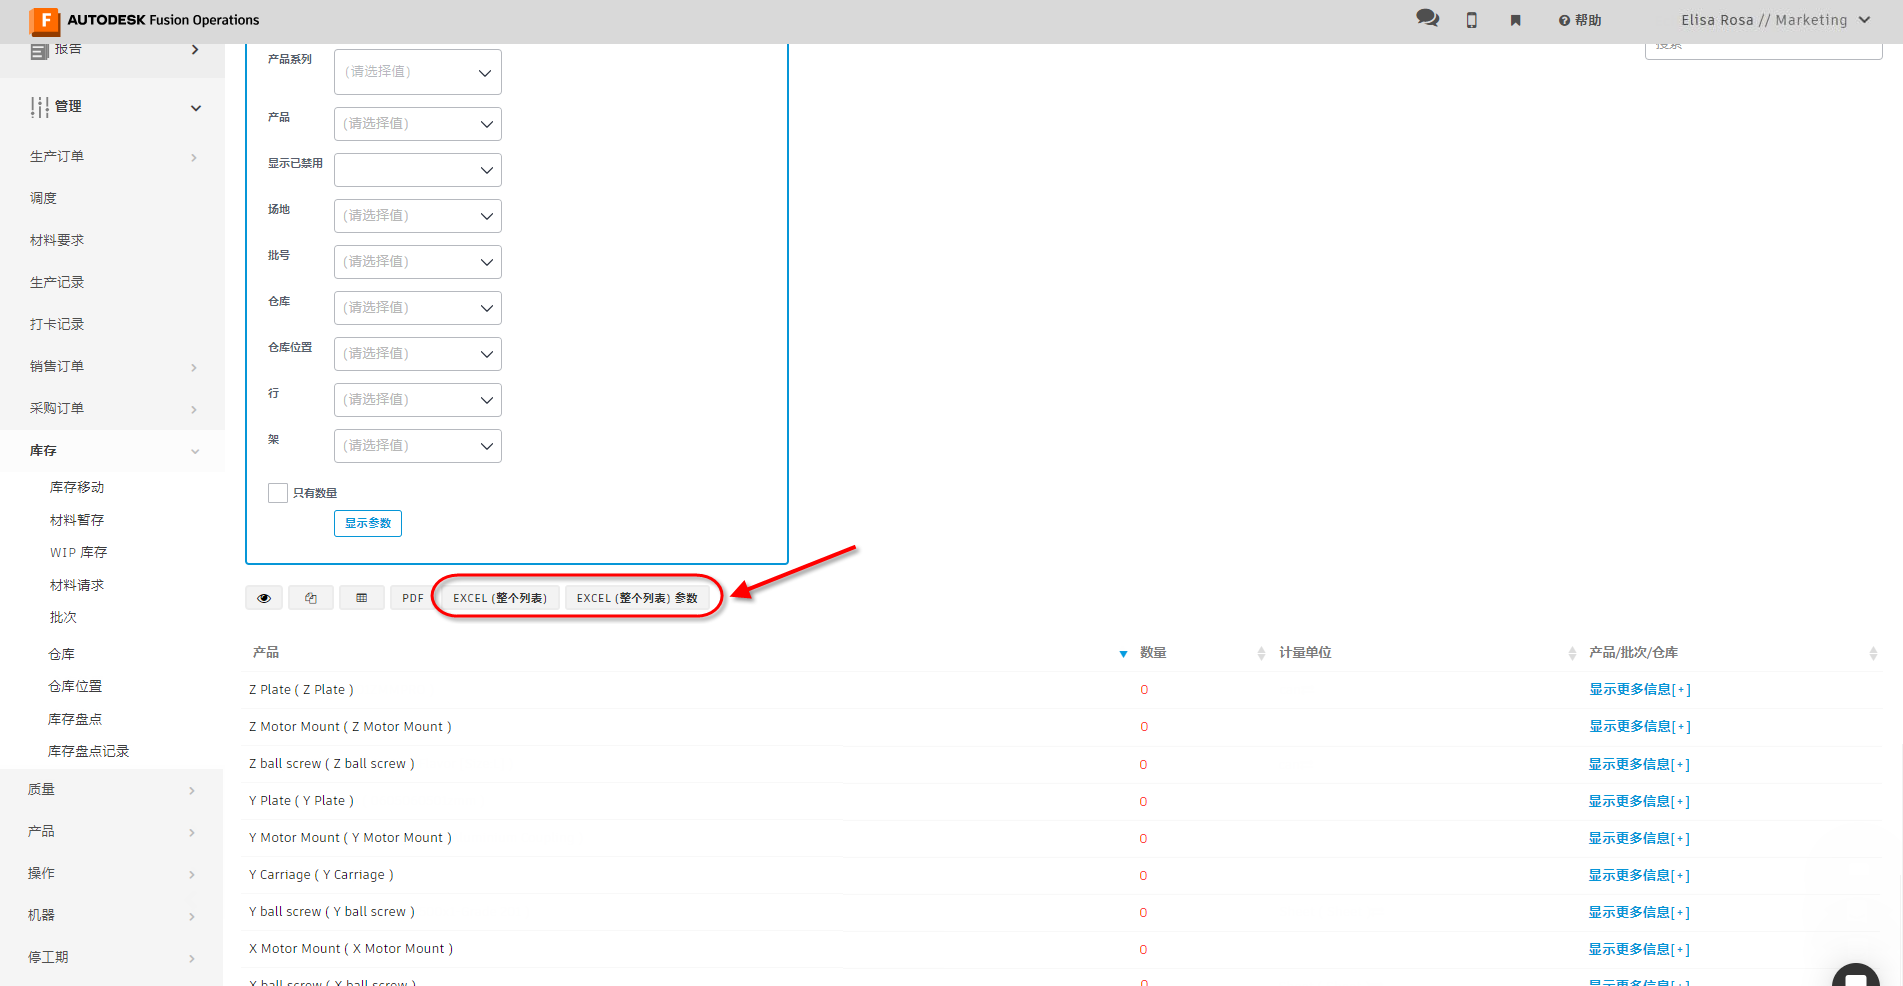 AUTODESK Fusion Operations
帮助
Elisa Rosa // Marketing
报告
管理
生产订单
调度
材料要求
生产记录
打卡记录
销售订单
采购订单
库存
库存移动
材料暂存
WIP 库存
材料请求
批次
仓库
仓库位置
库存盘点
库存盘点记录
质量
产品
操作
机器
停工期
搜索
产品系列 (请选择值)
产品 (请选择值)
显示已禁用
场地 (请选择值)
批号 (请选择值)
仓库 (请选择值)
仓库位置 (请选择值)
行 (请选择值)
架 (请选择值)
只有数量
显示参数
PDF EXCEL (整个列表) EXCEL (整个列表) 参数
产品 数量 计量单位 产品/批次/仓库
Z Plate ( Z Plate ) 0 显示更多信息[+]
Z Motor Mount ( Z Motor Mount ) 0 显示更多信息[+]
Z ball screw ( Z ball screw ) 0 显示更多信息[+]
Y Plate ( Y Plate ) 0 显示更多信息[+]
Y Motor Mount ( Y Motor Mount ) 0 显示更多信息[+]
Y Carriage ( Y Carriage ) 0 显示更多信息[+]
Y ball screw ( Y ball screw ) 0 显示更多信息[+]
X Motor Mount ( X Motor Mount ) 0 显示更多信息[+]
X ball screw ( X ball screw ) 0 显示更多信息[+]